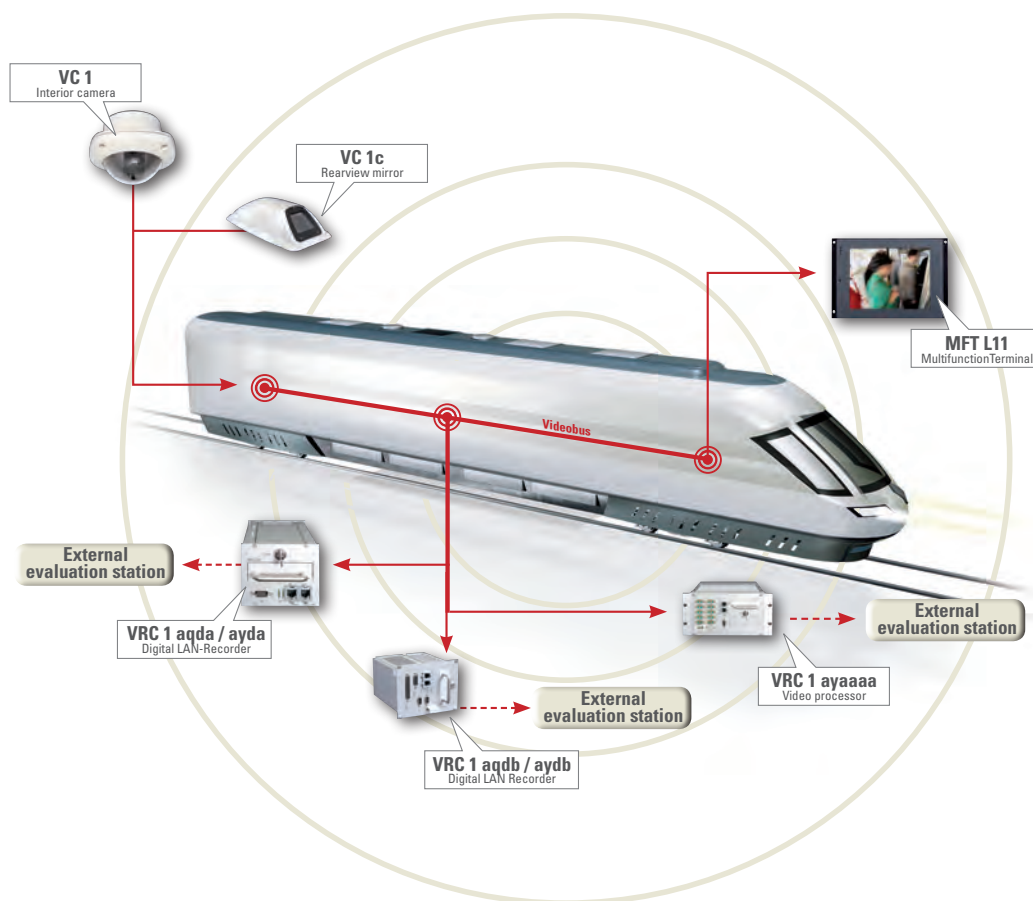 VC 1
Interior camera
VC 1c
Rearview mirror
MFT L11
MultifunctionTerminal
Videobus
External
evaluation station
VRC 1 aqda / ayda
Digital LAN-Recorder
External
evaluation station
VRC 1 ayaaaa
Video processor
External
evaluation station
VRC 1 aqdb / aydb
Digital LAN Recorder